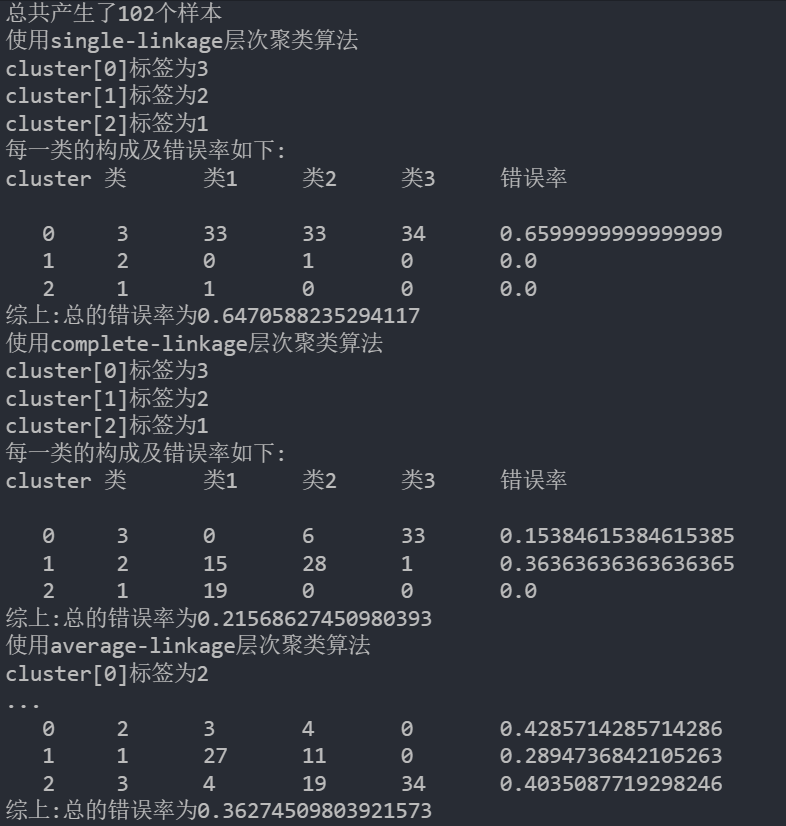 总共产生了102个样本
使用single-linkage层次聚类算法
cluster[0]标签为3
cluster[1]标签为2
cluster[2]标签为1
每一类的构成及错误率如下:
cluster 类 类1 类2 类3 错误率
0 3 33 33 34 0.6599999999999999
1 2 0 1 0 0.0
2 1 1 0 0 0.0
综上:总的错误率为0.6470588235294117
使用complete-linkage层次聚类算法
cluster[0]标签为3
cluster[1]标签为2
cluster[2]标签为1
每一类的构成及错误率如下:
cluster 类 类1 类2 类3 错误率
0 3 0 6 33 0.15384615384615385
1 2 15 28 1 0.36363636363636365
2 1 19 0 0 0.0
综上:总的错误率为0.21568627450980393
使用average-linkage层次聚类算法
cluster[0]标签为2
...
0 2 3 4 0 0.4285714285714286
1 1 27 11 0 0.2894736842105263
2 3 4 19 34 0.4035087719298246
综上:总的错误率为0.36274509803921573